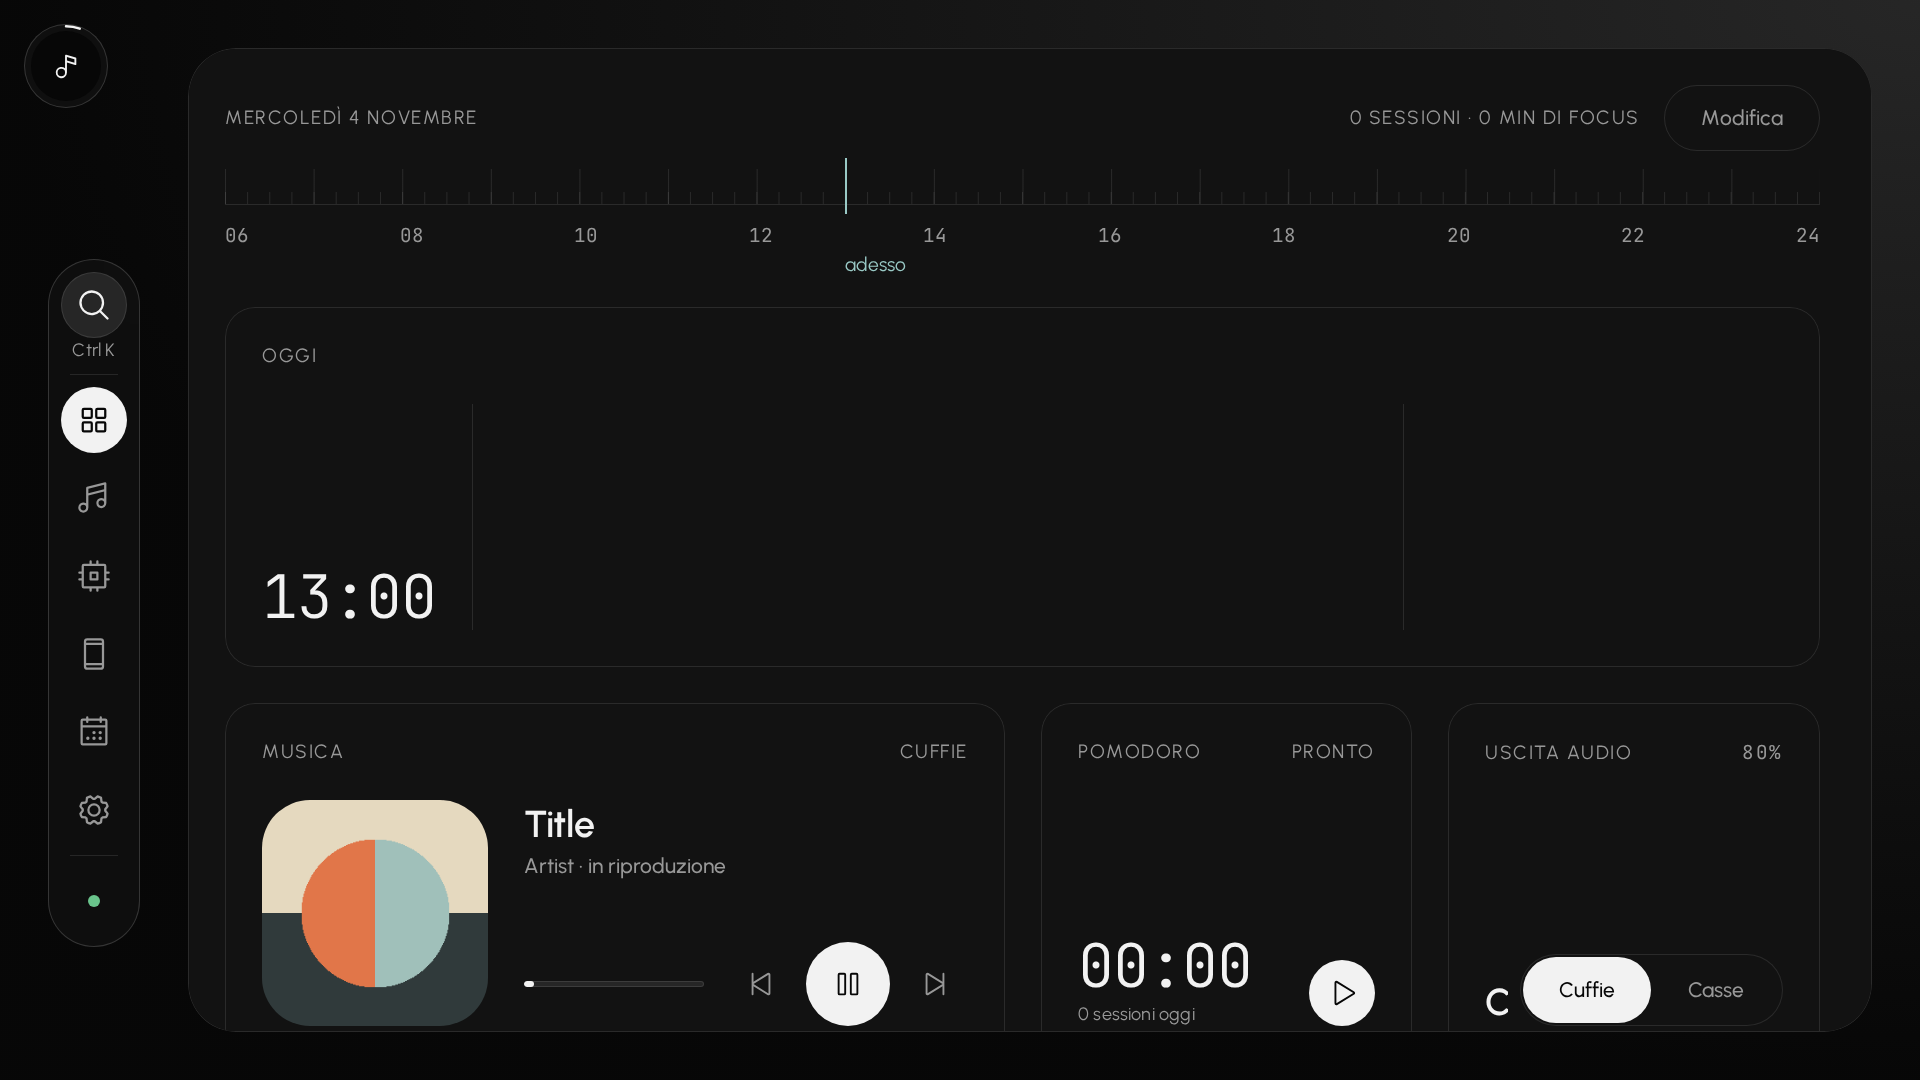 MERCOLEDÌ 4 NOVEMBRE
0 SESSIONI · 0 MIN DI FOCUS
Modifica
06 08 10 12 14 16 18 20 22 24
adesso
Ctrl K
OGGI
13:00
MUSICA
CUFFIE
Title
Artist · in riproduzione
POMODORO
PRONTO
00:00
0 sessioni oggi
USCITA AUDIO
80%
C
Cuffie
Casse